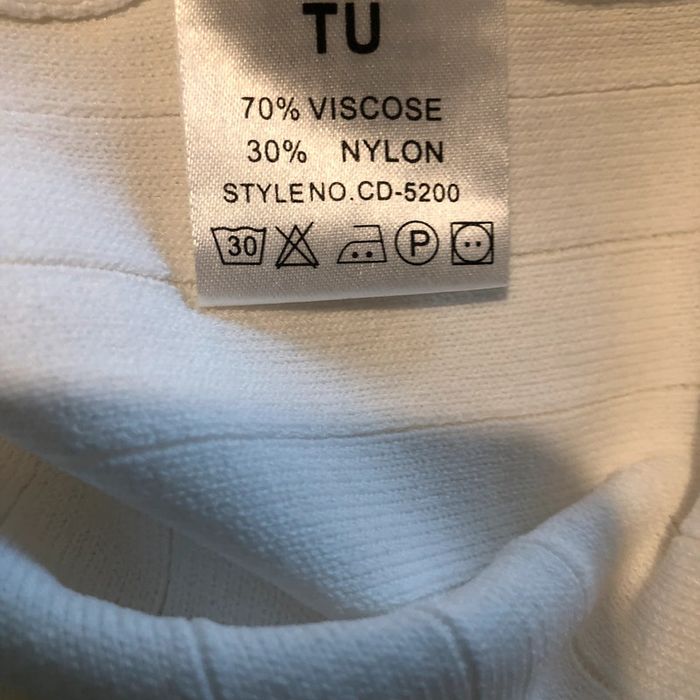 TU
70% VISCOSE
30% NYLON
STYLENO.CD-5200
30 P